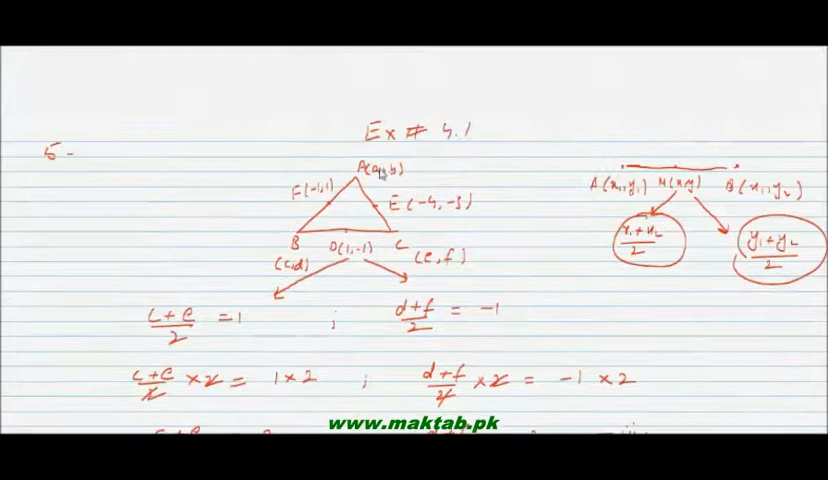 Ex # 4.1
5 -
A(a,b)
F(-1,1)
E(-4,-3)
A(x₁,y₁) M(x,y) B(x₁,y₂)
B D(1,-1) C
(c,d) (e,f)
x₁+x₂/2 y₁+y₂/2
c+e/2 = 1 ; d+f/2 = -1
c+e/2 × 2 = 1×2 ; d+f/2 × 2 = -1 × 2
www.maktab.pk